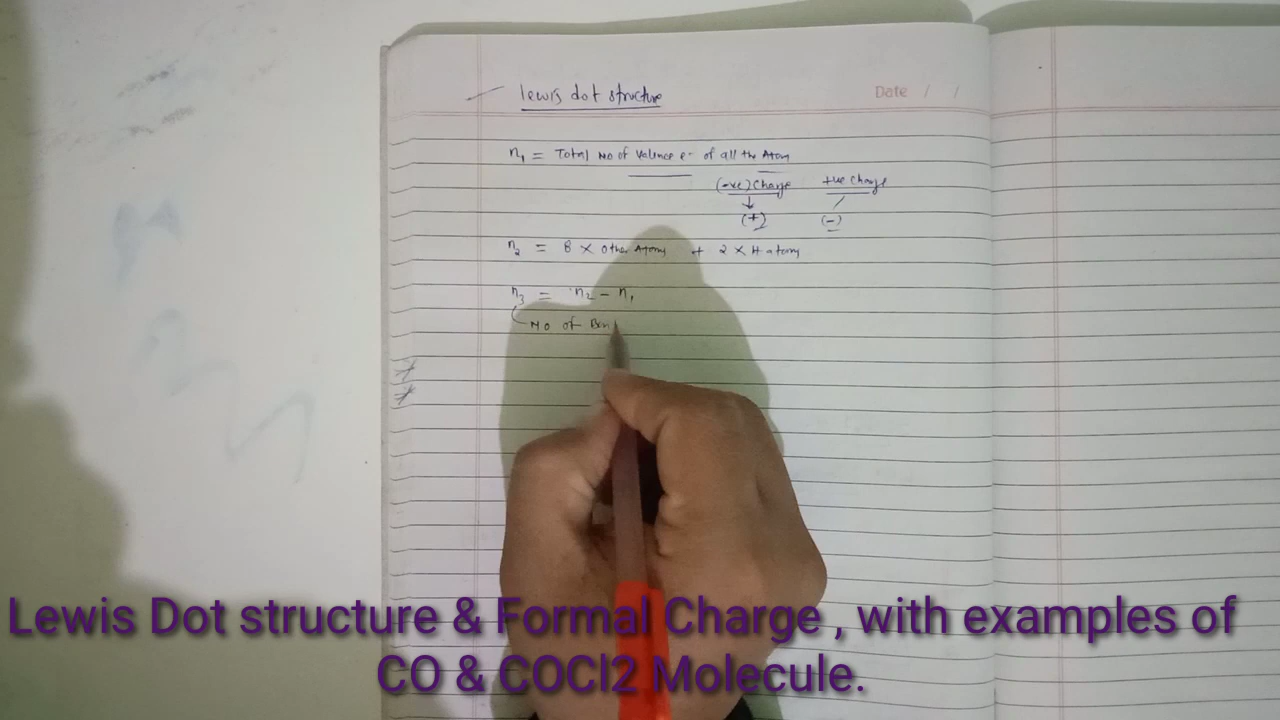 Lewis dot structure
Date / /
n1 = Total No of Valence e- of all the Atom
(-ve) Charge +ve Charge
(+) (-)
n2 = 8 × Other Atoms + 2 × H atoms
n3 = n2 - n1
No of Bon
Lewis Dot structure & Formal Charge , with examples of
CO & COCl2 Molecule.